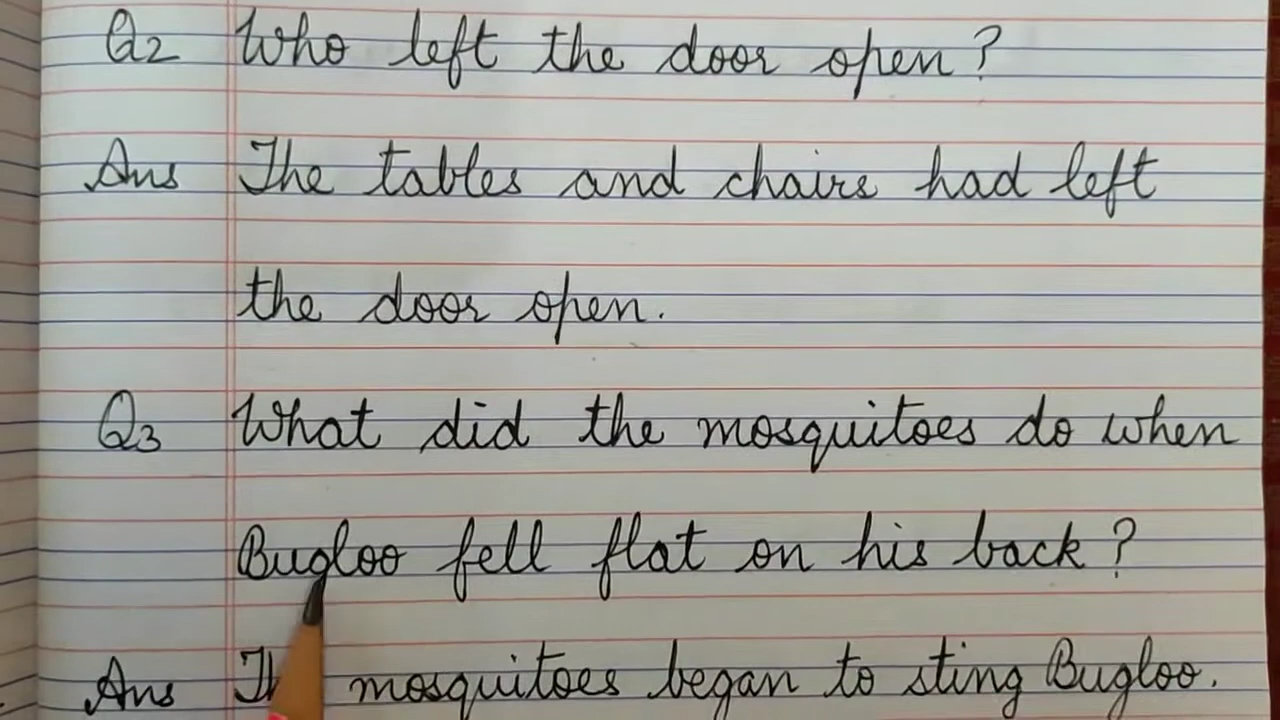 Q2 Who left the door open?
Ans The tables and chairs had left
the door open.
Q3 What did the mosquitoes do when
Bugloo fell flat on his back?
Ans mosquitoes began to sting Bugloo.